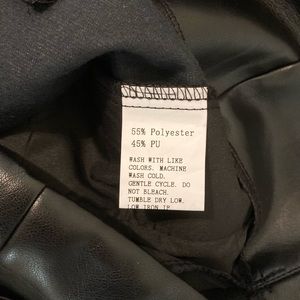 55% Polyester
45% PU
WASH WITH LIKE
COLORS. MACHINE
WASH COLD.
GENTLE CYCLE. DO
NOT BLEACH.
TUMBLE DRY LOW.
LOW IRON IF